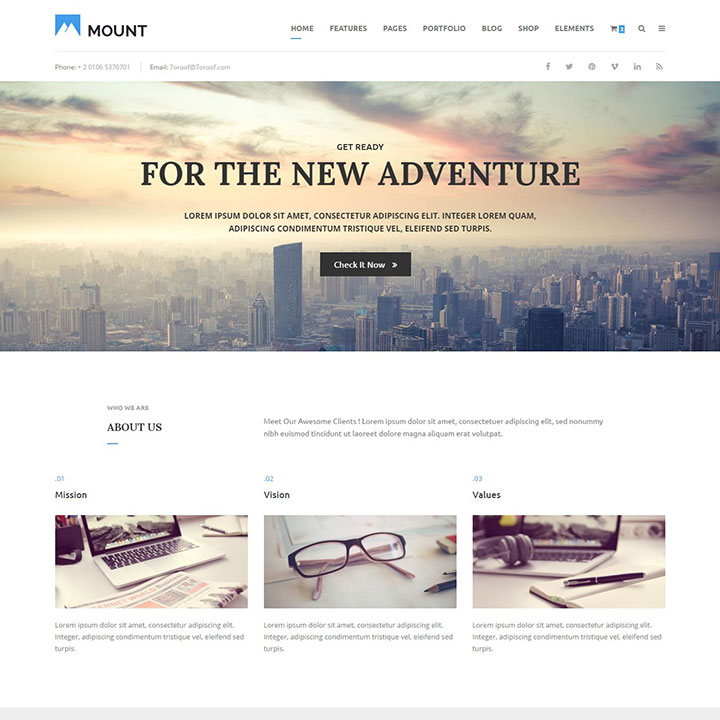 MOUNT
HOME FEATURES PAGES PORTFOLIO BLOG SHOP ELEMENTS 2
Phone: + 2 0106 5370701 Email: 7oroof@7oroof.com
GET READY
FOR THE NEW ADVENTURE
LOREM IPSUM DOLOR SIT AMET, CONSECTETUR ADIPISCING ELIT. INTEGER LOREM QUAM,
ADIPISCING CONDIMENTUM TRISTIQUE VEL, ELEIFEND SED TURPIS.
Check It Now »
WHO WE ARE
ABOUT US
Meet Our Awesome Clients ! Lorem ipsum dolor sit amet, consectetuer adipiscing elit, sed nonummy
nibh euismod tincidunt ut laoreet dolore magna aliquam erat volutpat.
.01
Mission
Lorem ipsum dolor sit amet, consectetur adipiscing elit.
Integer, adipiscing condimentum tristique vel, eleifend sed
turpis.
.02
Vision
Lorem ipsum dolor sit amet, consectetur adipiscing elit.
Integer, adipiscing condimentum tristique vel, eleifend sed
turpis.
.03
Values
Lorem ipsum dolor sit amet, consectetur adipiscing elit.
Integer, adipiscing condimentum tristique vel, eleifend sed
turpis.